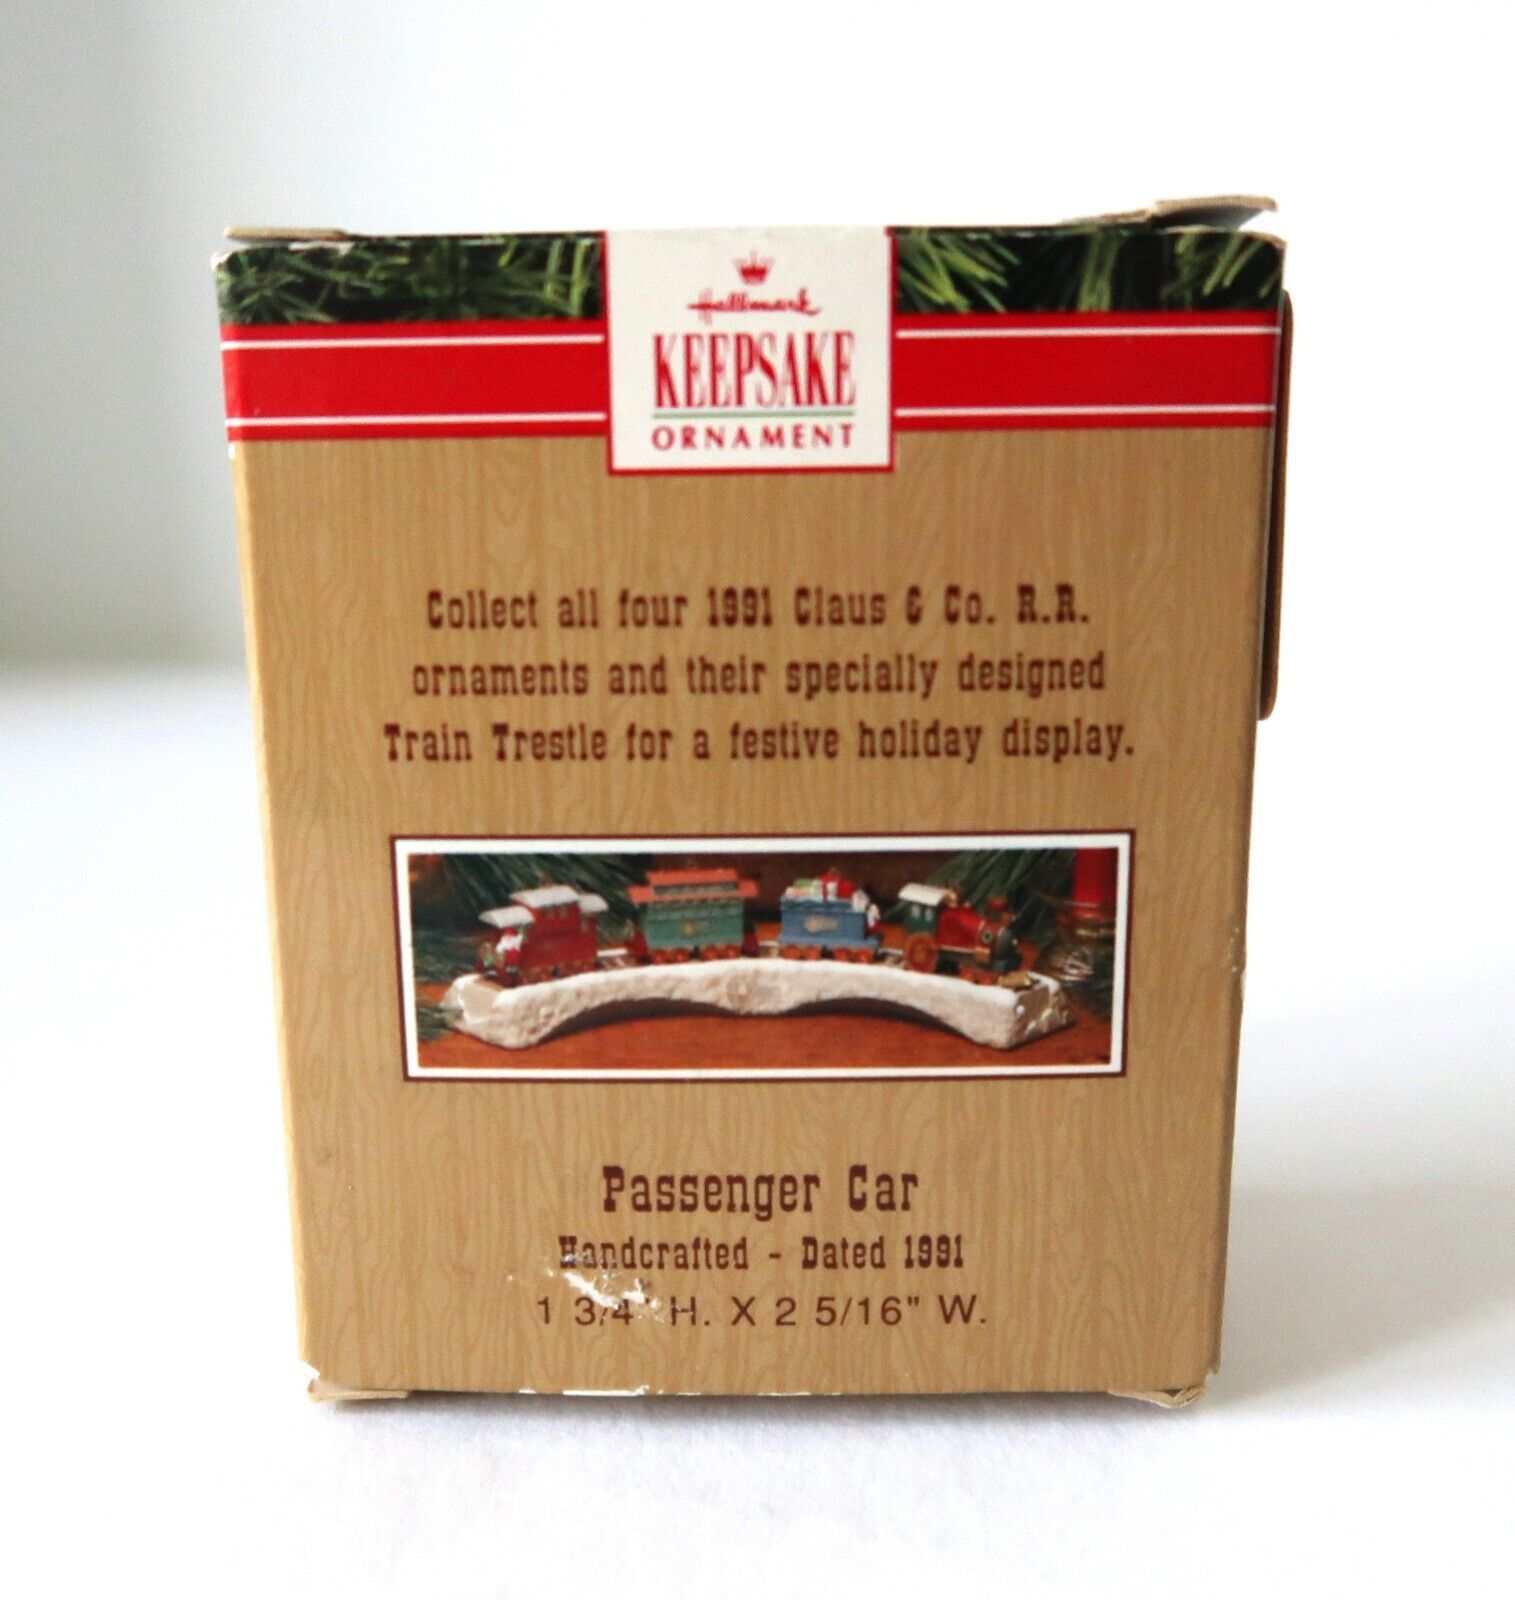 Hallmark
KEEPSAKE
ORNAMENT
Collect all four 1991 Claus & Co. R.R.
ornaments and their specially designed
Train Trestle for a festive holiday display.
Passenger Car
Handcrafted - Dated 1991
1 3/4" H. X 2 5/16" W.